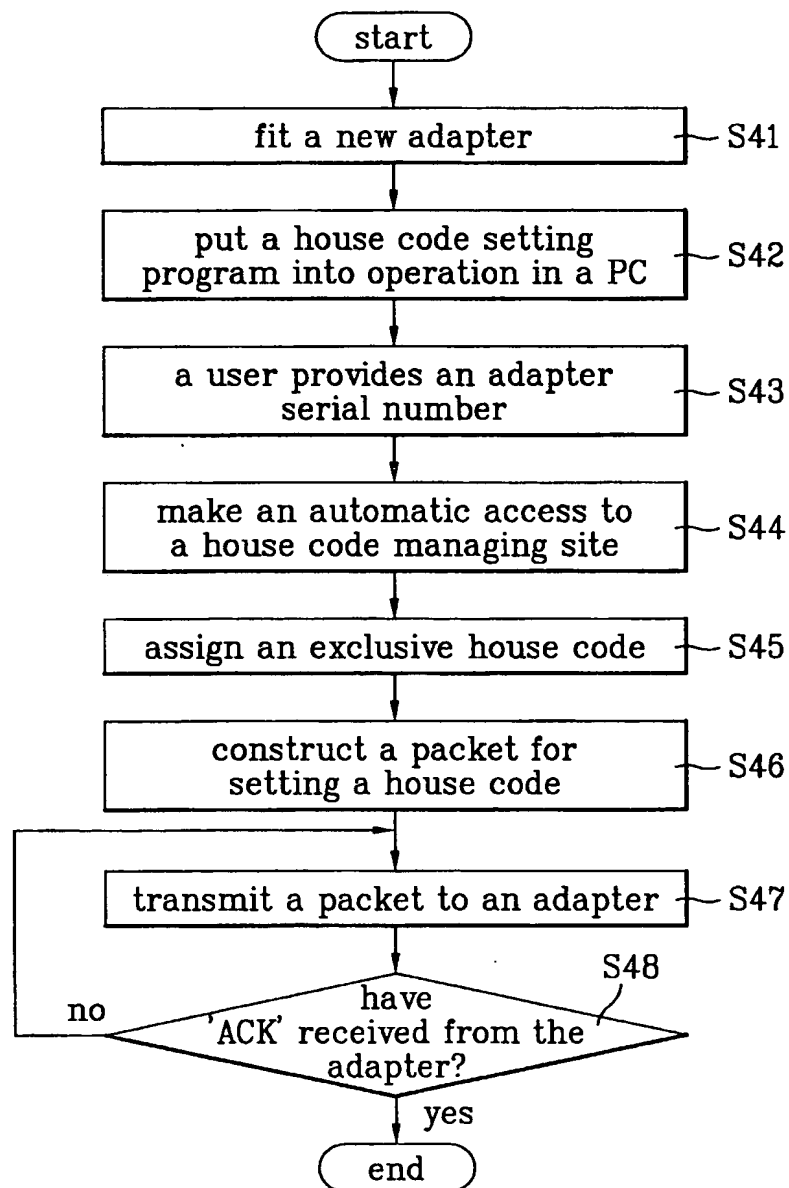 start
fit a new adapter
S41
put a house code setting
program into operation in a PC
S42
a user provides an adapter
serial number
S43
make an automatic access to
a house code managing site
S44
assign an exclusive house code
S45
construct a packet for
setting a house code
S46
transmit a packet to an adapter
S47
S48
have
'ACK' received from the
adapter?
no
yes
end